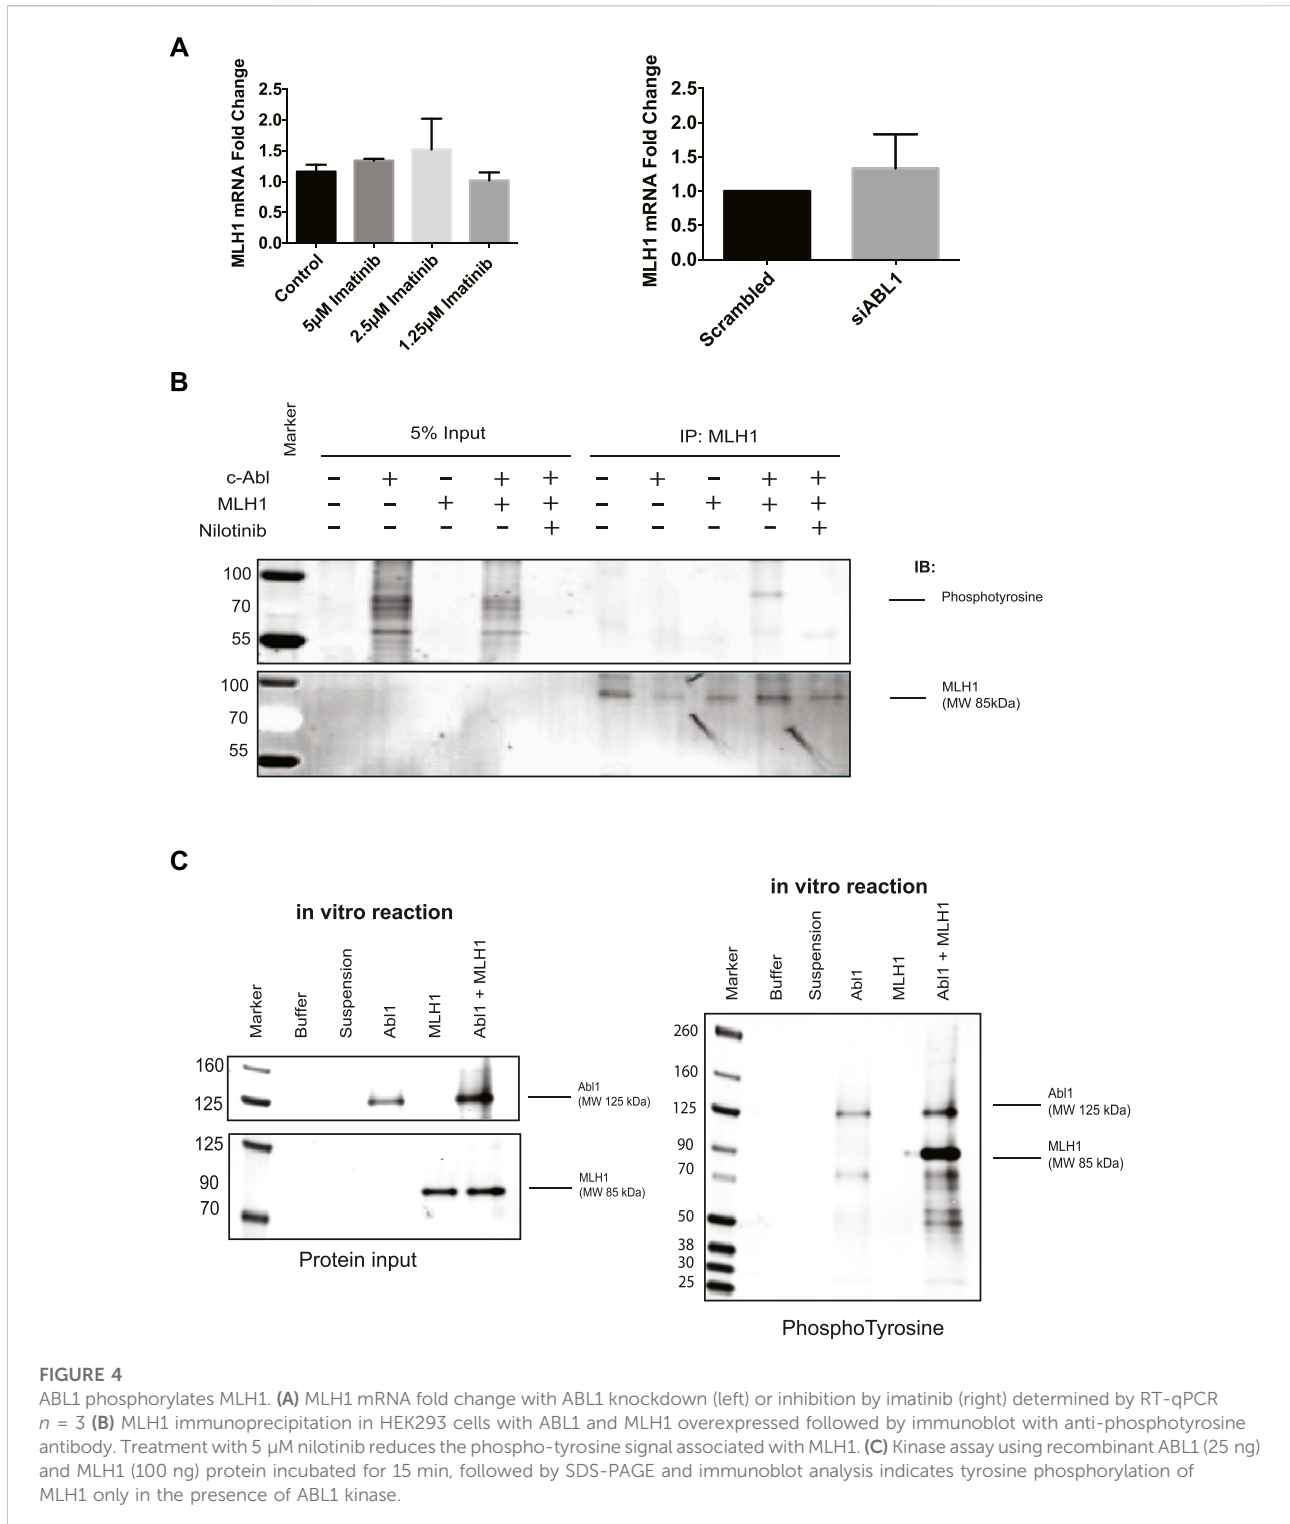 A
MLH1 mRNA Fold Change
2.5
2.0
1.5
1.0
0.5
0.0
Control
5µM Imatinib
2.5µM Imatinib
1.25µM Imatinib
MLH1 mRNA Fold Change
2.5
2.0
1.5
1.0
0.5
0.0
Scrambled
siABL1
B
Marker
5% Input
IP: MLH1
c-Abl − + − + + − + − + +
MLH1 − − + + + − − + + +
Nilotinib − − − − + − − − − +
100
70
55
IB:
Phosphotyrosine
100
70
55
MLH1
(MW 85kDa)
C
in vitro reaction
Marker
Buffer
Suspension
Abl1
MLH1
Abl1 + MLH1
160
125
Abl1
(MW 125 kDa)
125
90
70
MLH1
(MW 85 kDa)
Protein input
in vitro reaction
Marker
Buffer
Suspension
Abl1
MLH1
Abl1 + MLH1
260
160
125
90
70
50
38
30
25
Abl1
(MW 125 kDa)
MLH1
(MW 85 kDa)
PhosphoTyrosine
FIGURE 4
ABL1 phosphorylates MLH1. (A) MLH1 mRNA fold change with ABL1 knockdown (left) or inhibition by imatinib (right) determined by RT-qPCR
n = 3 (B) MLH1 immunoprecipitation in HEK293 cells with ABL1 and MLH1 overexpressed followed by immunoblot with anti-phosphotyrosine
antibody. Treatment with 5 µM nilotinib reduces the phospho-tyrosine signal associated with MLH1. (C) Kinase assay using recombinant ABL1 (25 ng)
and MLH1 (100 ng) protein incubated for 15 min, followed by SDS-PAGE and immunoblot analysis indicates tyrosine phosphorylation of
MLH1 only in the presence of ABL1 kinase.